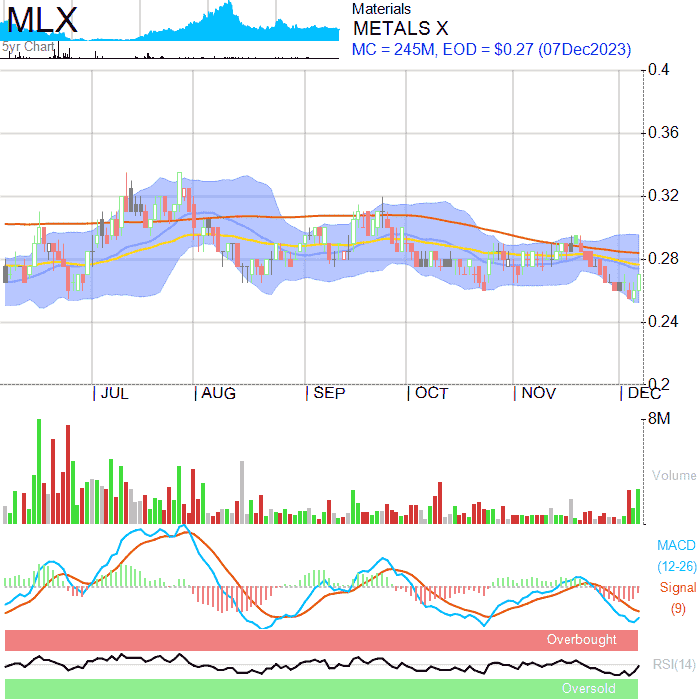 MLX
5yr Chart
Materials
METALS X
MC = 245M, EOD = $0.27 (07Dec2023)
0.4
0.36
0.32
0.28
0.24
0.2
JUL AUG SEP OCT NOV DEC
8M
Volume
MACD
(12-26)
Signal
(9)
Overbought
RSI(14)
Oversold